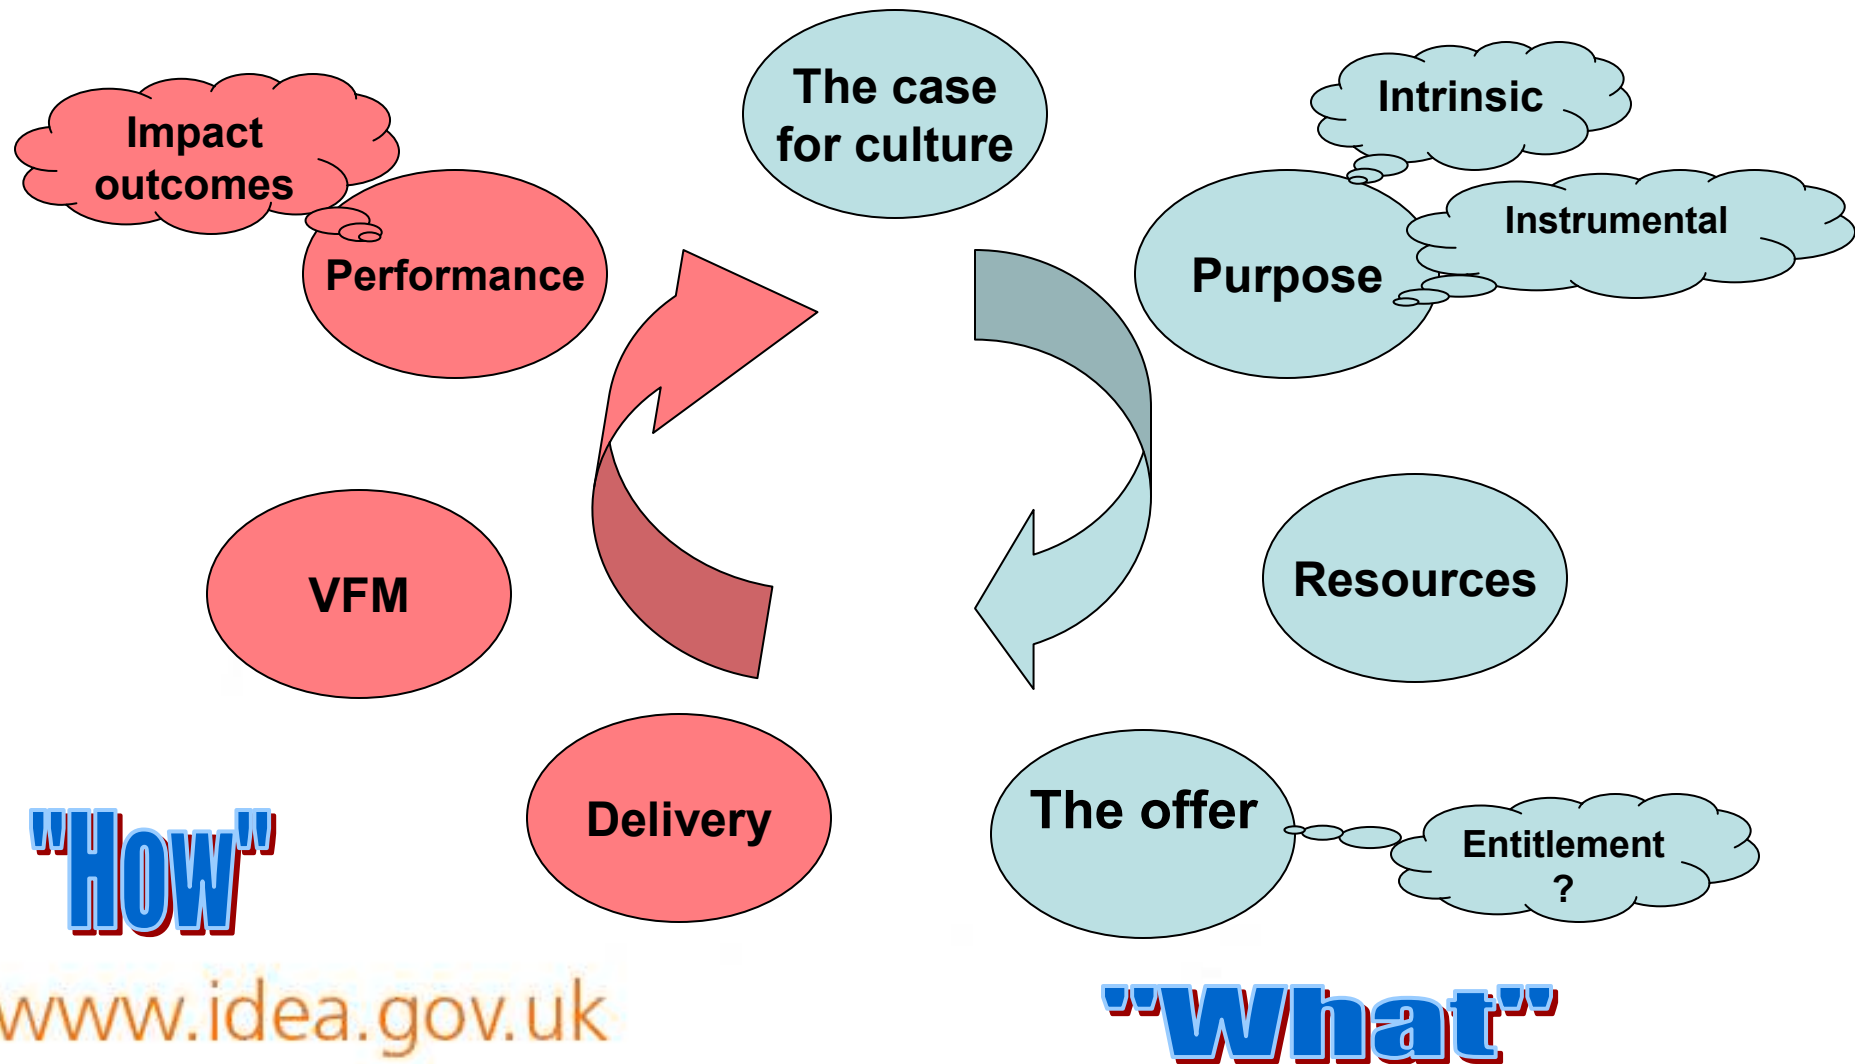 The case
for culture
Intrinsic
Instrumental
Purpose
Resources
The offer
Entitlement
?
Delivery
VFM
Performance
Impact
outcomes
"How"
"What"
www.idea.gov.uk